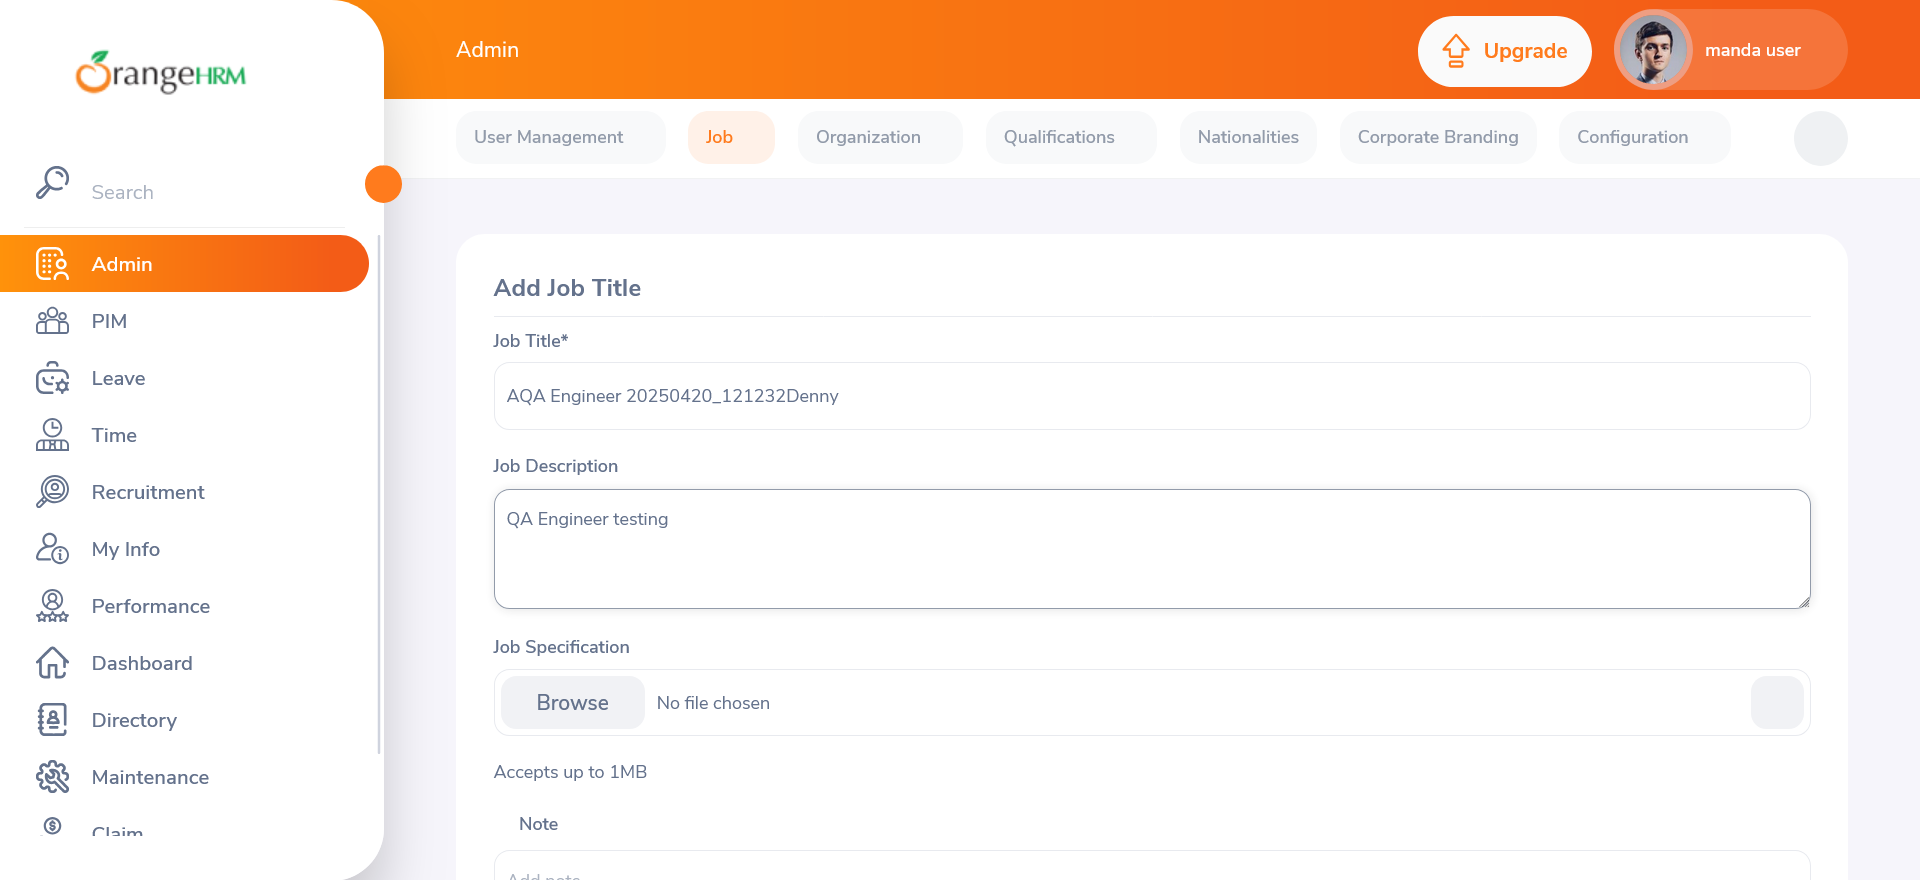 OrangeHRM
Search
Admin
PIM
Leave
Time
Recruitment
My Info
Performance
Dashboard
Directory
Maintenance
Claim
Admin
Upgrade
manda user
User Management
Job
Organization
Qualifications
Nationalities
Corporate Branding
Configuration
Add Job Title
Job Title*
AQA Engineer 20250420_121232Denny
Job Description
QA Engineer testing
Job Specification
Browse
No file chosen
Accepts up to 1MB
Note
Add note